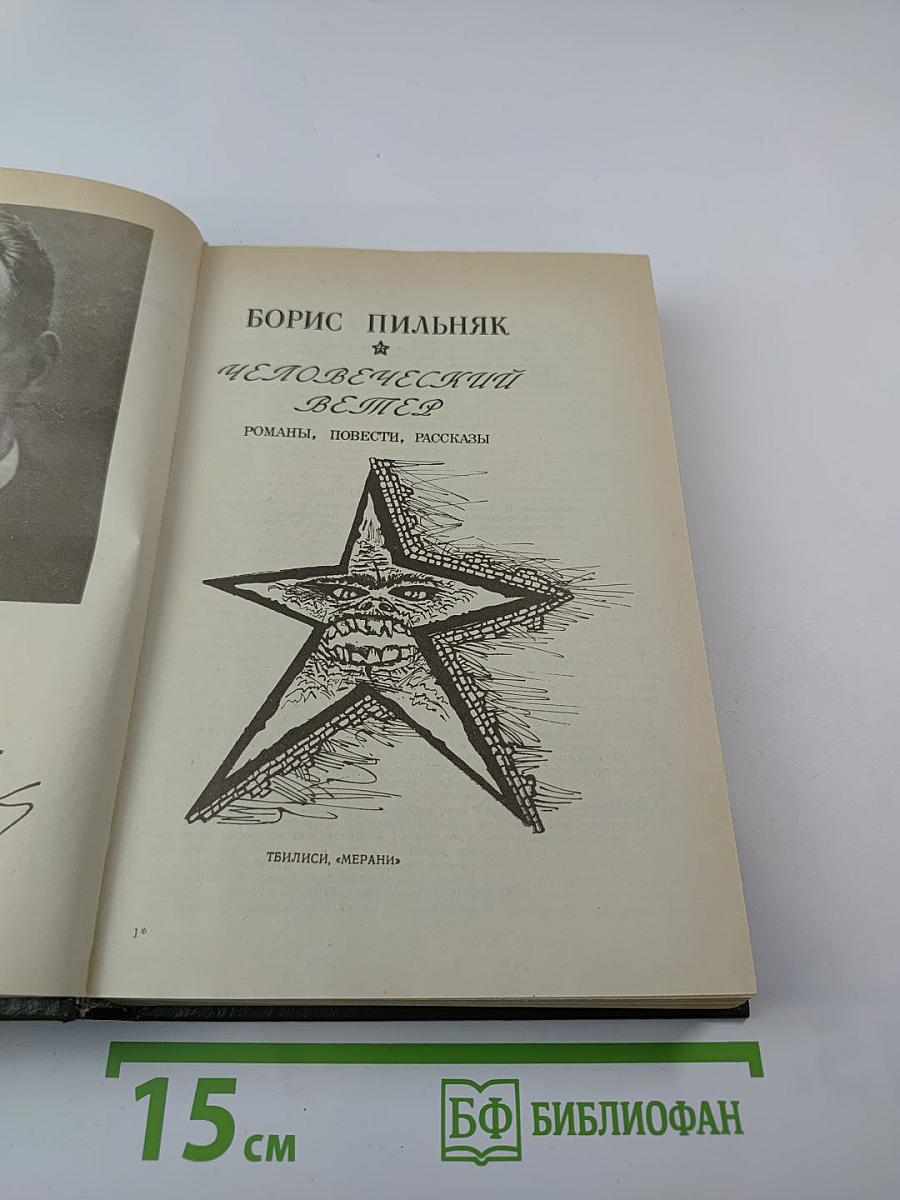 БОРИС ПИЛЬНЯК
ЧЕЛОВЕЧЕСКИЙ
ВЕТЕР
РОМАНЫ, ПОВЕСТИ, РАССКАЗЫ
ТБИЛИСИ, «МЕРАНИ»
1*
15 см
БФ БИБЛИОФАН